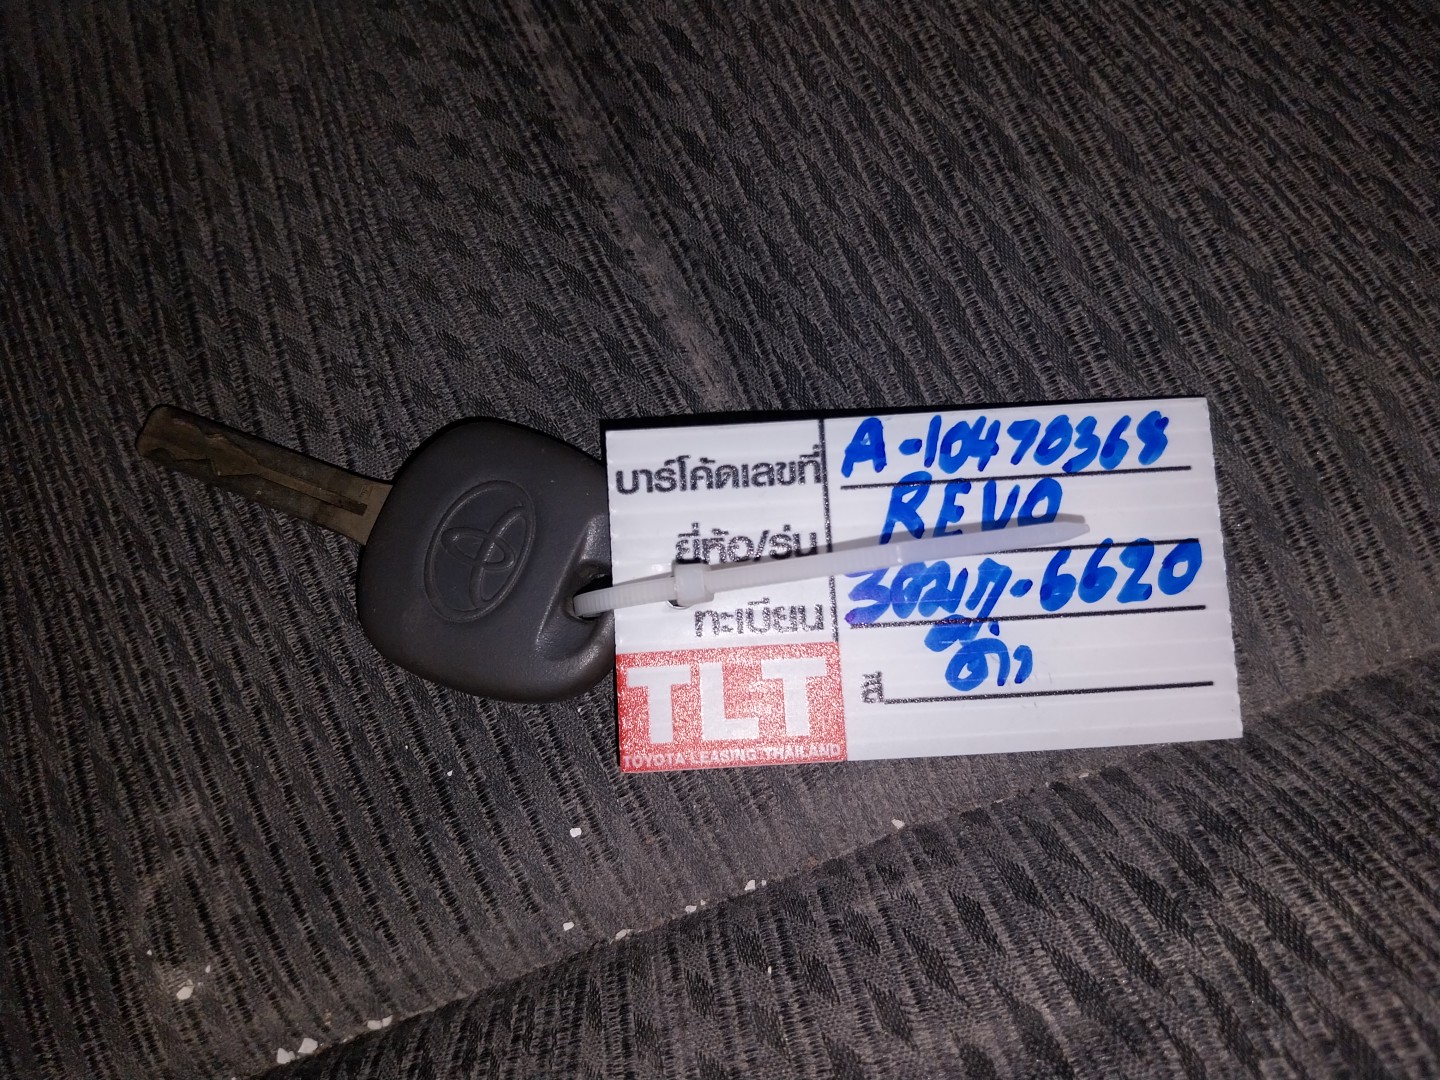 บาร์โค้ดเลขที่ A-10470368
ยี่ห้อ/รุ่น REVO
ทะเบียน 3ฒก-6620
สี ดำ
TLT
TOYOTA LEASING THAILAND